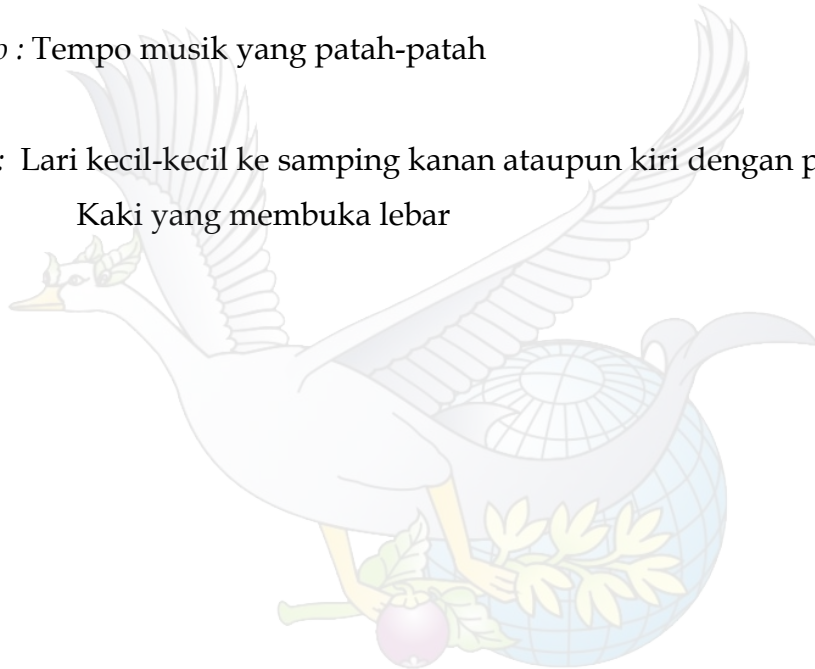 : Tempo musik yang patah-patah
: Lari kecil-kecil ke samping kanan ataupun kiri dengan
Kaki yang membuka lebar